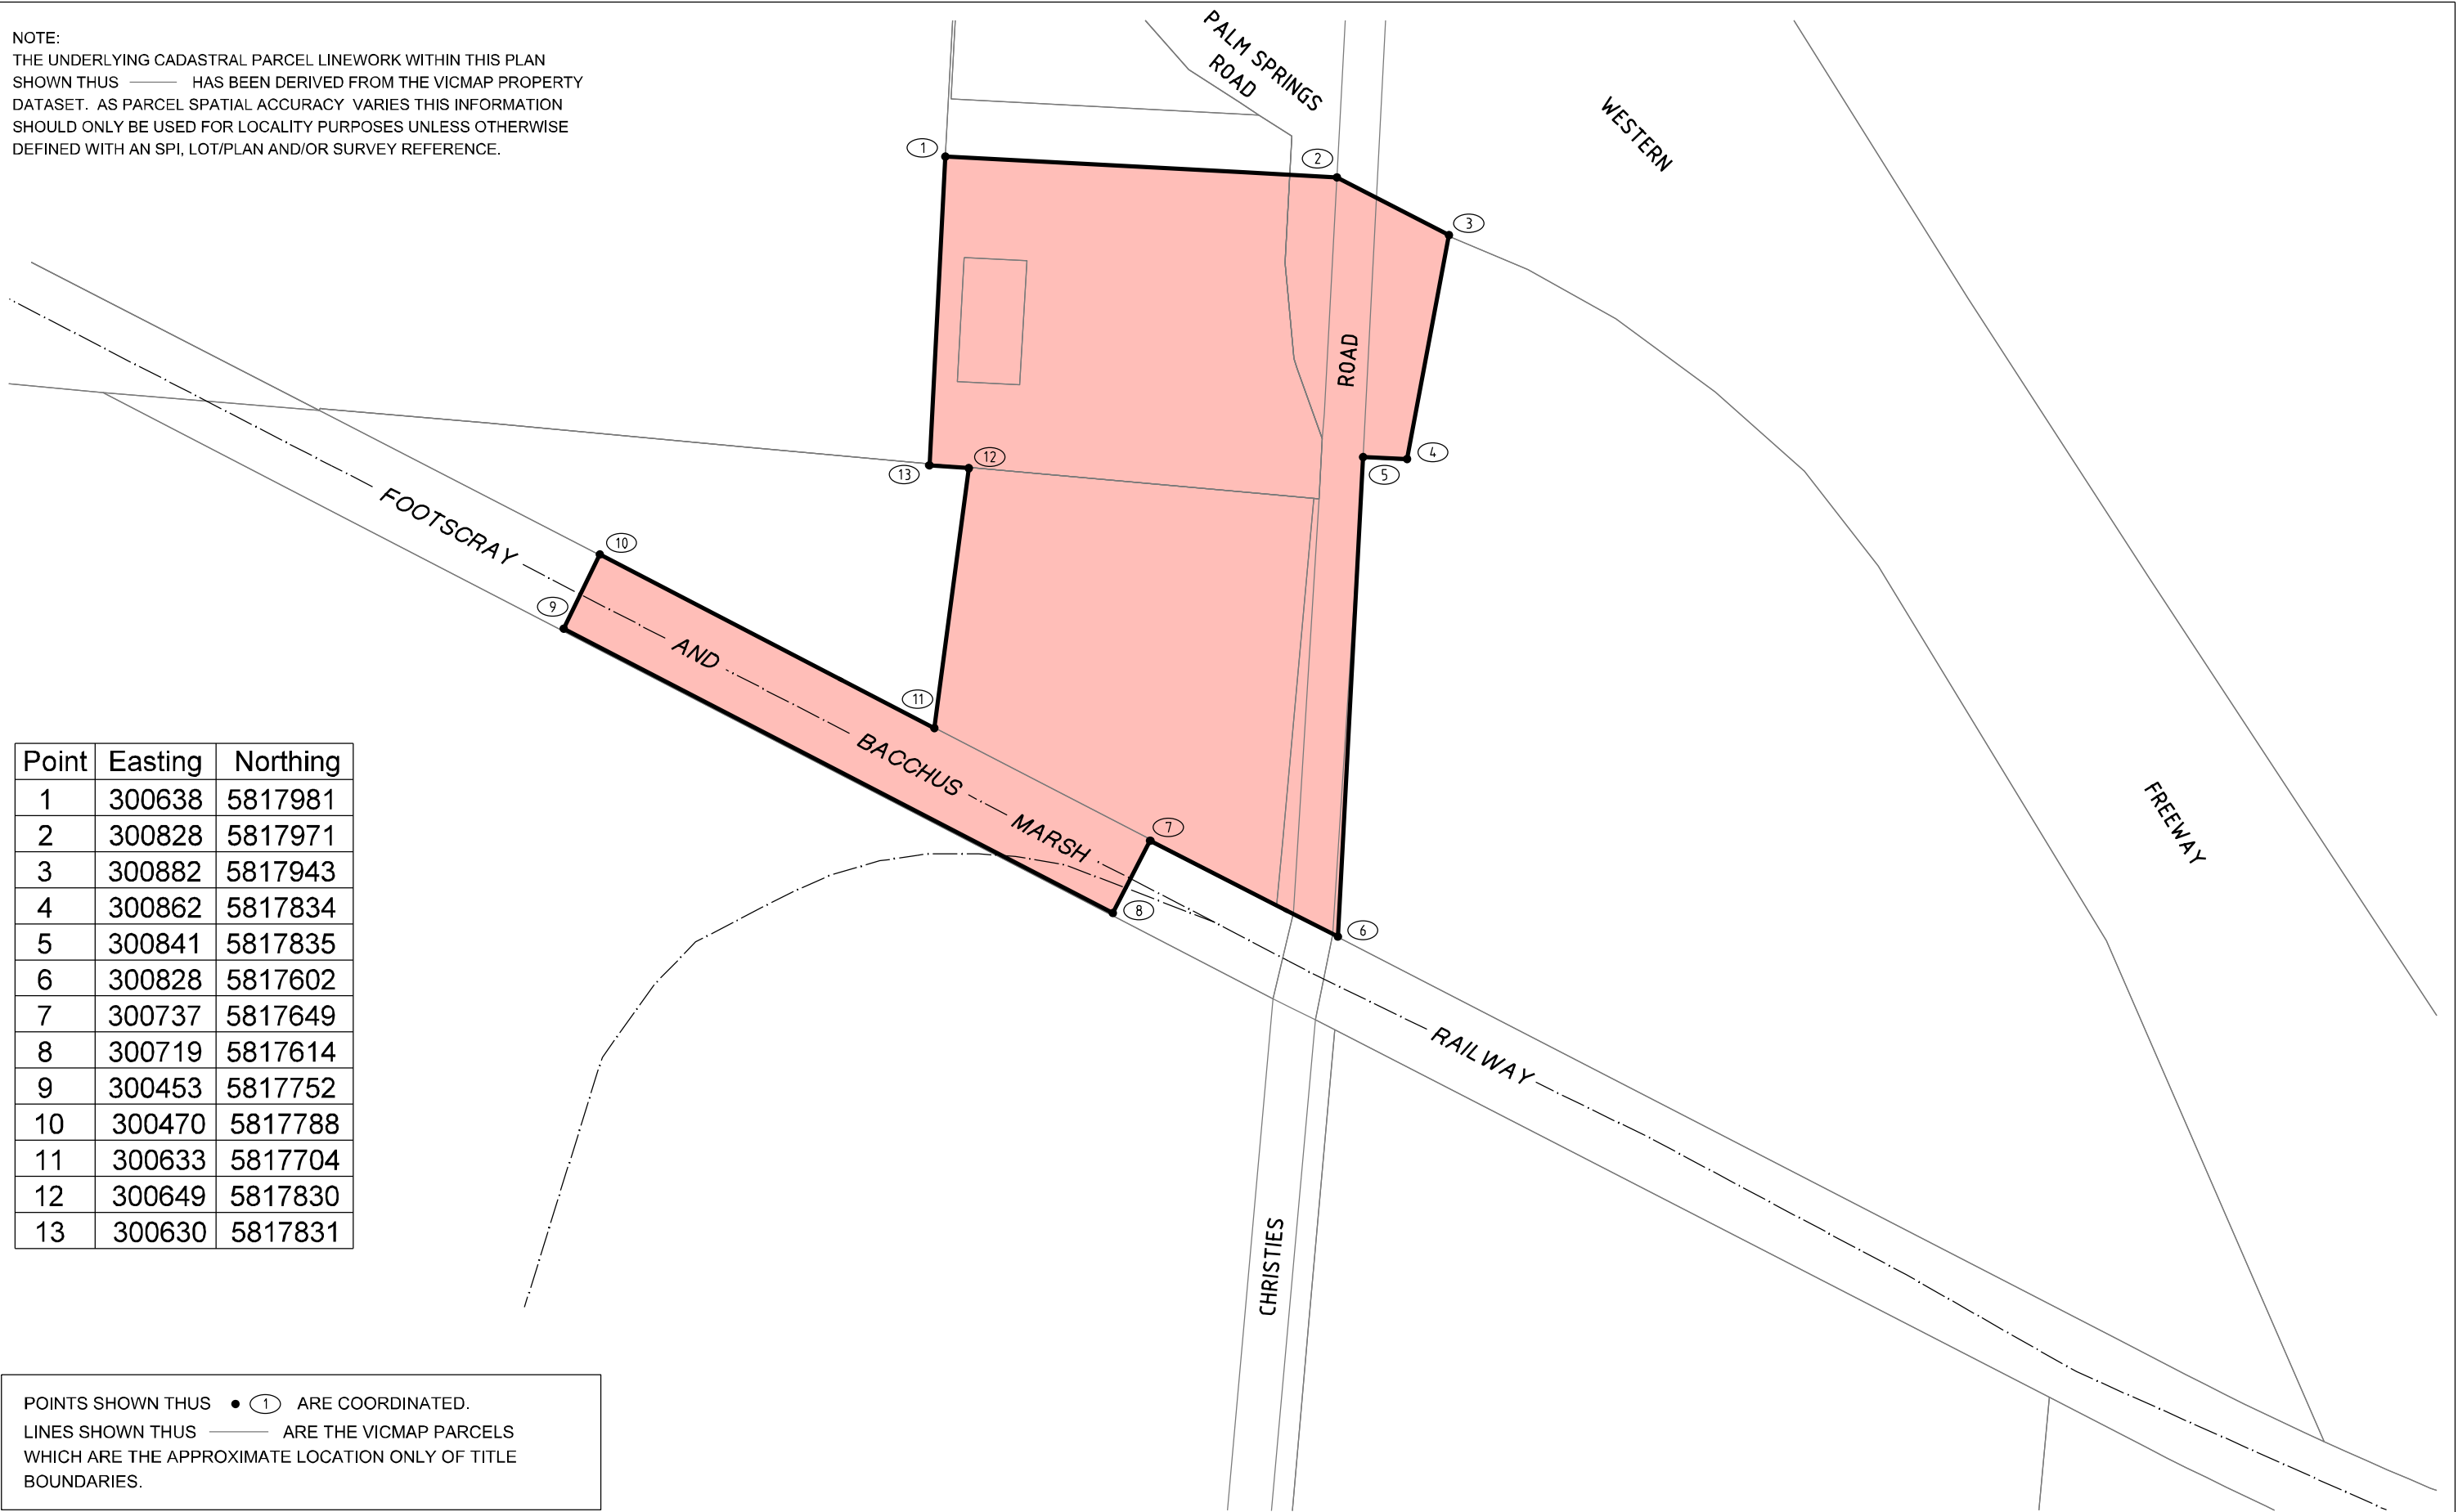 NOTE:
THE UNDERLYING CADASTRAL PARCEL LINEWORK WITHIN THIS PLAN
SHOWN THUS HAS BEEN DERIVED FROM THE VICMAP PROPERTY
DATASET. AS PARCEL SPATIAL ACCURACY VARIES THIS INFORMATION
SHOULD ONLY BE USED FOR LOCALITY PURPOSES UNLESS OTHERWISE
DEFINED WITH AN SPI, LOT/PLAN AND/OR SURVEY REFERENCE.
PALM SPRINGS
ROAD
WESTERN
1
2
3
ROAD
4
5
12
13
10
FOOTSCRAY
9
AND
11
BACCHUS
MARSH
7
8
6
RAILWAY
FREEWAY
CHRISTIES
Point Easting Northing
1 300638 5817981
2 300828 5817971
3 300882 5817943
4 300862 5817834
5 300841 5817835
6 300828 5817602
7 300737 5817649
8 300719 5817614
9 300453 5817752
10 300470 5817788
11 300633 5817704
12 300649 5817830
13 300630 5817831
POINTS SHOWN THUS 1 ARE COORDINATED.
LINES SHOWN THUS ARE THE VICMAP PARCELS
WHICH ARE THE APPROXIMATE LOCATION ONLY OF TITLE
BOUNDARIES.